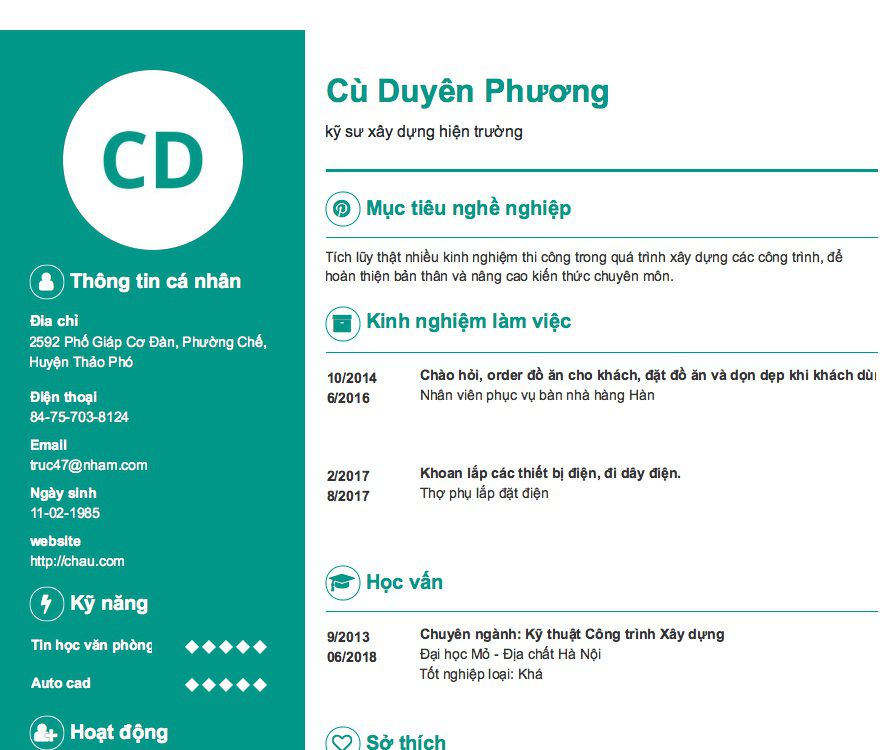 CD
Thông tin cá nhân
Địa chỉ
2592 Phố Giáp Cơ Đàn, Phường Chế,
Huyện Thảo Phó
Điện thoại
84-75-703-8124
Email
truc47@nham.com
Ngày sinh
11-02-1985
website
http://chau.com
Kỹ năng
Tin học văn phòng
Auto cad
Hoạt động
Cù Duyên Phương
kỹ sư xây dựng hiện trường
Mục tiêu nghề nghiệp
Tích lũy thật nhiều kinh nghiệm thi công trong quá trình xây dựng các công trình, để
hoàn thiện bản thân và nâng cao kiến thức chuyên môn.
Kinh nghiệm làm việc
10/2014
6/2016
Chào hỏi, order đồ ăn cho khách, đặt đồ ăn và dọn dẹp khi khách
Nhân viên phục vụ bàn nhà hàng Hàn
2/2017
8/2017
Khoan lắp các thiết bị điện, đi dây điện.
Thợ phụ lắp đặt điện
Học vấn
9/2013
06/2018
Chuyên ngành: Kỹ thuật Công trình Xây dựng
Đại học Mỏ - Địa chất Hà Nội
Tốt nghiệp loại: Khá
Sở thích